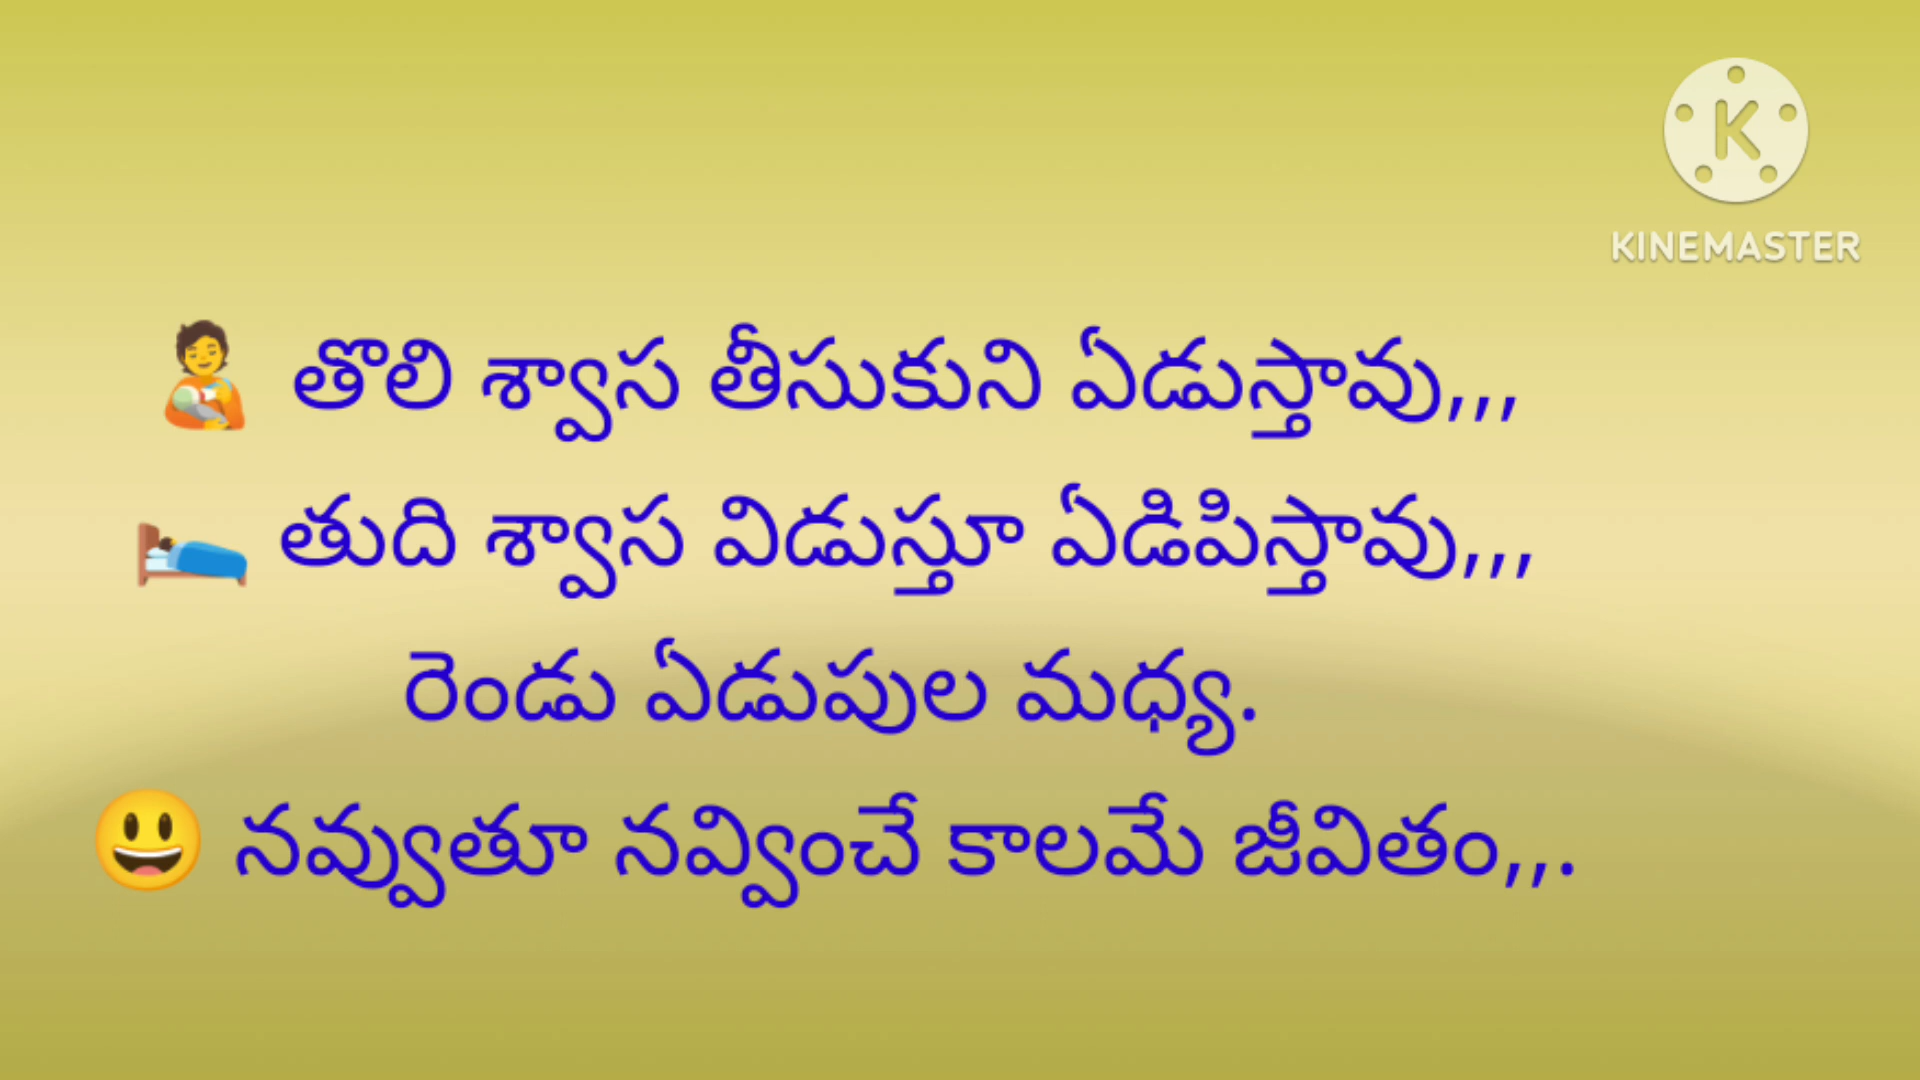 K
KINEMASTER
🧑‍🍼 తొలి శ్వాస తీసుకుని ఏడుస్తావు,,,
🛌 తుది శ్వాస విడుస్తూ ఏడిపిస్తావు,,,
రెండు ఏడుపుల మధ్య.
😃 నవ్వుతూ నవ్వించే కాలమే జీవితం,,.